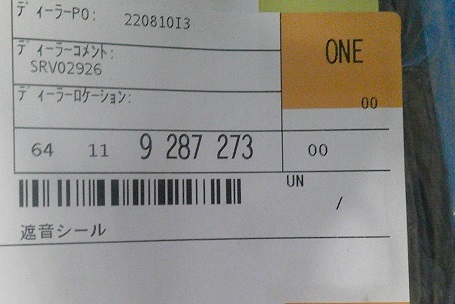 ディーラーPO: 220810I3
ONE
ディーラーコメント:
SRV02926
00
ディーラーロケーション:
64 11 9 287 273 00
UN
/
遮音シール